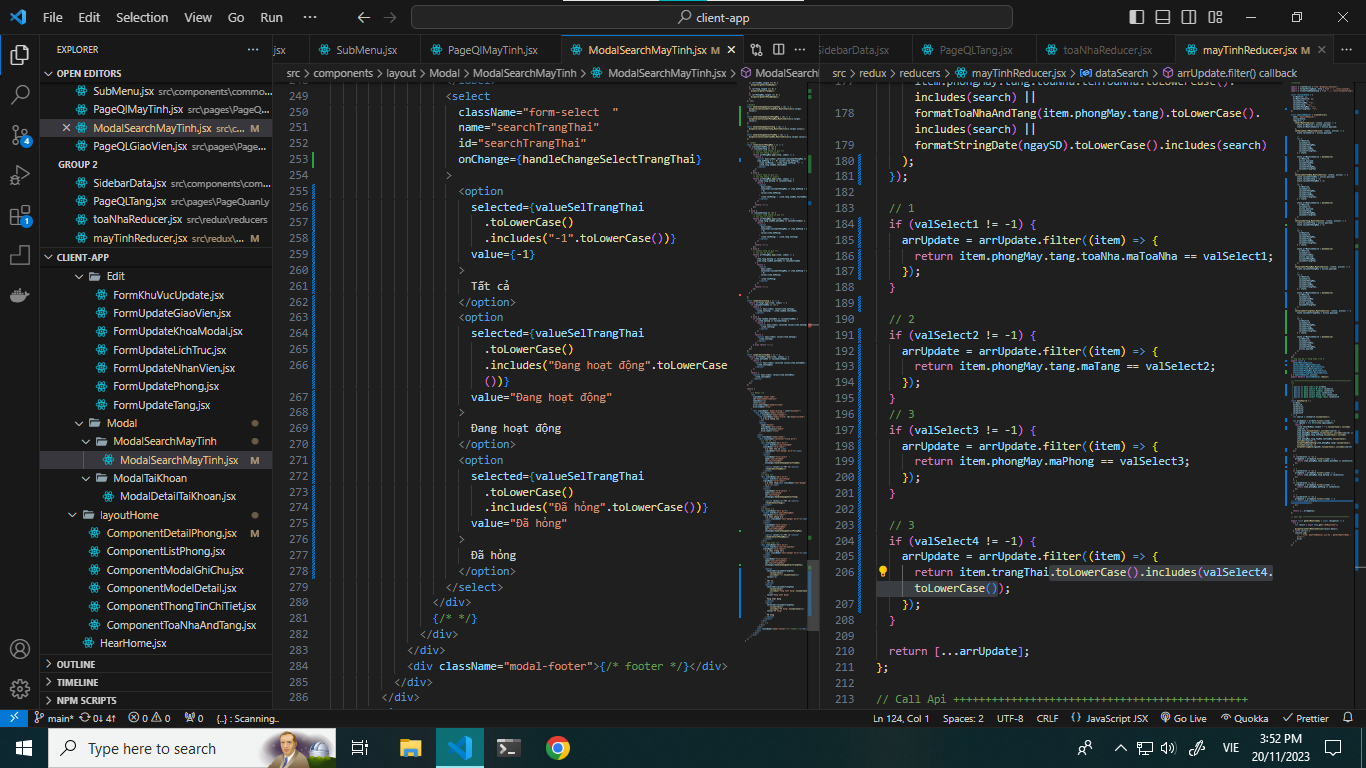 File Edit Selection View Go Run ··· client-app
EXPLORER ···
OPEN EDITORS
SubMenu.jsx src\components\commo...
PageQlMayTinh.jsx src\pages\PageQ...
ModalSearchMayTinh.jsx src\c... M
PageQLGiaoVien.jsx src\pages\Page...
GROUP 2
SidebarData.jsx src\components\com...
PageQLTang.jsx src\pages\PageQuanLy
toaNhaReducer.jsx src\redux\reducers
mayTinhReducer.jsx src\redux\... M
CLIENT-APP
Edit
FormKhuVucUpdate.jsx
FormUpdateGiaoVien.jsx
FormUpdateKhoaModal.jsx
FormUpdateLichTruc.jsx
FormUpdateNhanVien.jsx
FormUpdatePhong.jsx
FormUpdateTang.jsx
Modal
ModalSearchMayTinh
ModalSearchMayTinh.jsx M
ModalTaiKhoan
ModalDetailTaiKhoan.jsx
layoutHome
ComponentDetailPhong.jsx M
ComponentListPhong.jsx
ComponentModalGhiChu.jsx
ComponentModelDetail.jsx
ComponentThongTinChiTiet.jsx
ComponentToaNhaAndTang.jsx
HearHome.jsx
OUTLINE
TIMELINE
NPM SCRIPTS
.jsx SubMenu.jsx PageQlMayTinh.jsx ModalSearchMayTinh.jsx M
src > components > layout > Modal > ModalSearchMayTinh > ModalSearchMayTinh.jsx > ModalSearchM
249 <select
250 className="form-select "
251 name="searchTrangThai"
252 id="searchTrangThai"
253 onChange={handleChangeSelectTrangThai}
254 >
255 <option
256 selected={valueSelTrangThai
257 .toLowerCase()
258 .includes("-1".toLowerCase())}
259 value={-1}
260 >
261 Tất cả
262 </option>
263 <option
264 selected={valueSelTrangThai
265 .toLowerCase()
266 .includes("Đang hoạt động".toLowerCase
())}
267 value="Đang hoạt động"
268 >
269 Đang hoạt động
270 </option>
271 <option
272 selected={valueSelTrangThai
273 .toLowerCase()
274 .includes("Đã hỏng".toLowerCase())}
275 value="Đã hỏng"
276 >
277 Đã hỏng
278 </option>
279 </select>
280 </div>
281 {/* */}
282 </div>
283 </div>
284 <div className="modal-footer">{/* footer */}</div>
285 </div>
286 </div>
SidebarData.jsx PageQLTang.jsx toaNhaReducer.jsx mayTinhReducer.jsx M ···
src > redux > reducers > mayTinhReducer.jsx > dataSearch > arrUpdate.filter() callback
includes(search) ||
178 formatToaNhaAndTang(item.phongMay.tang).toLowerCase().
includes(search) ||
179 formatStringDate(ngaySD).toLowerCase().includes(search)
180 );
181 });
182
183 // 1
184 if (valSelect1 != -1) {
185 arrUpdate = arrUpdate.filter((item) => {
186 return item.phongMay.tang.toaNha.maToaNha == valSelect1;
187 });
188 }
189
190 // 2
191 if (valSelect2 != -1) {
192 arrUpdate = arrUpdate.filter((item) => {
193 return item.phongMay.tang.maTang == valSelect2;
194 });
195 }
196 // 3
197 if (valSelect3 != -1) {
198 arrUpdate = arrUpdate.filter((item) => {
199 return item.phongMay.maPhong == valSelect3;
200 });
201 }
202
203 // 3
204 if (valSelect4 != -1) {
205 arrUpdate = arrUpdate.filter((item) => {
206 return item.trangThai.toLowerCase().includes(valSelect4.
toLowerCase());
207 });
208 }
209
210 return [...arrUpdate];
211 };
212
213 // Call Api ++++++++++++++++++++++++++++++++++++++++++++++
main* 0↓ 4↑ 0 0 0 {..} : Scanning.. Ln 124, Col 1 Spaces: 2 UTF-8 CRLF {} JavaScript JSX Go Live Quokka Prettier
Type here to search VIE 3:52 PM
20/11/2023